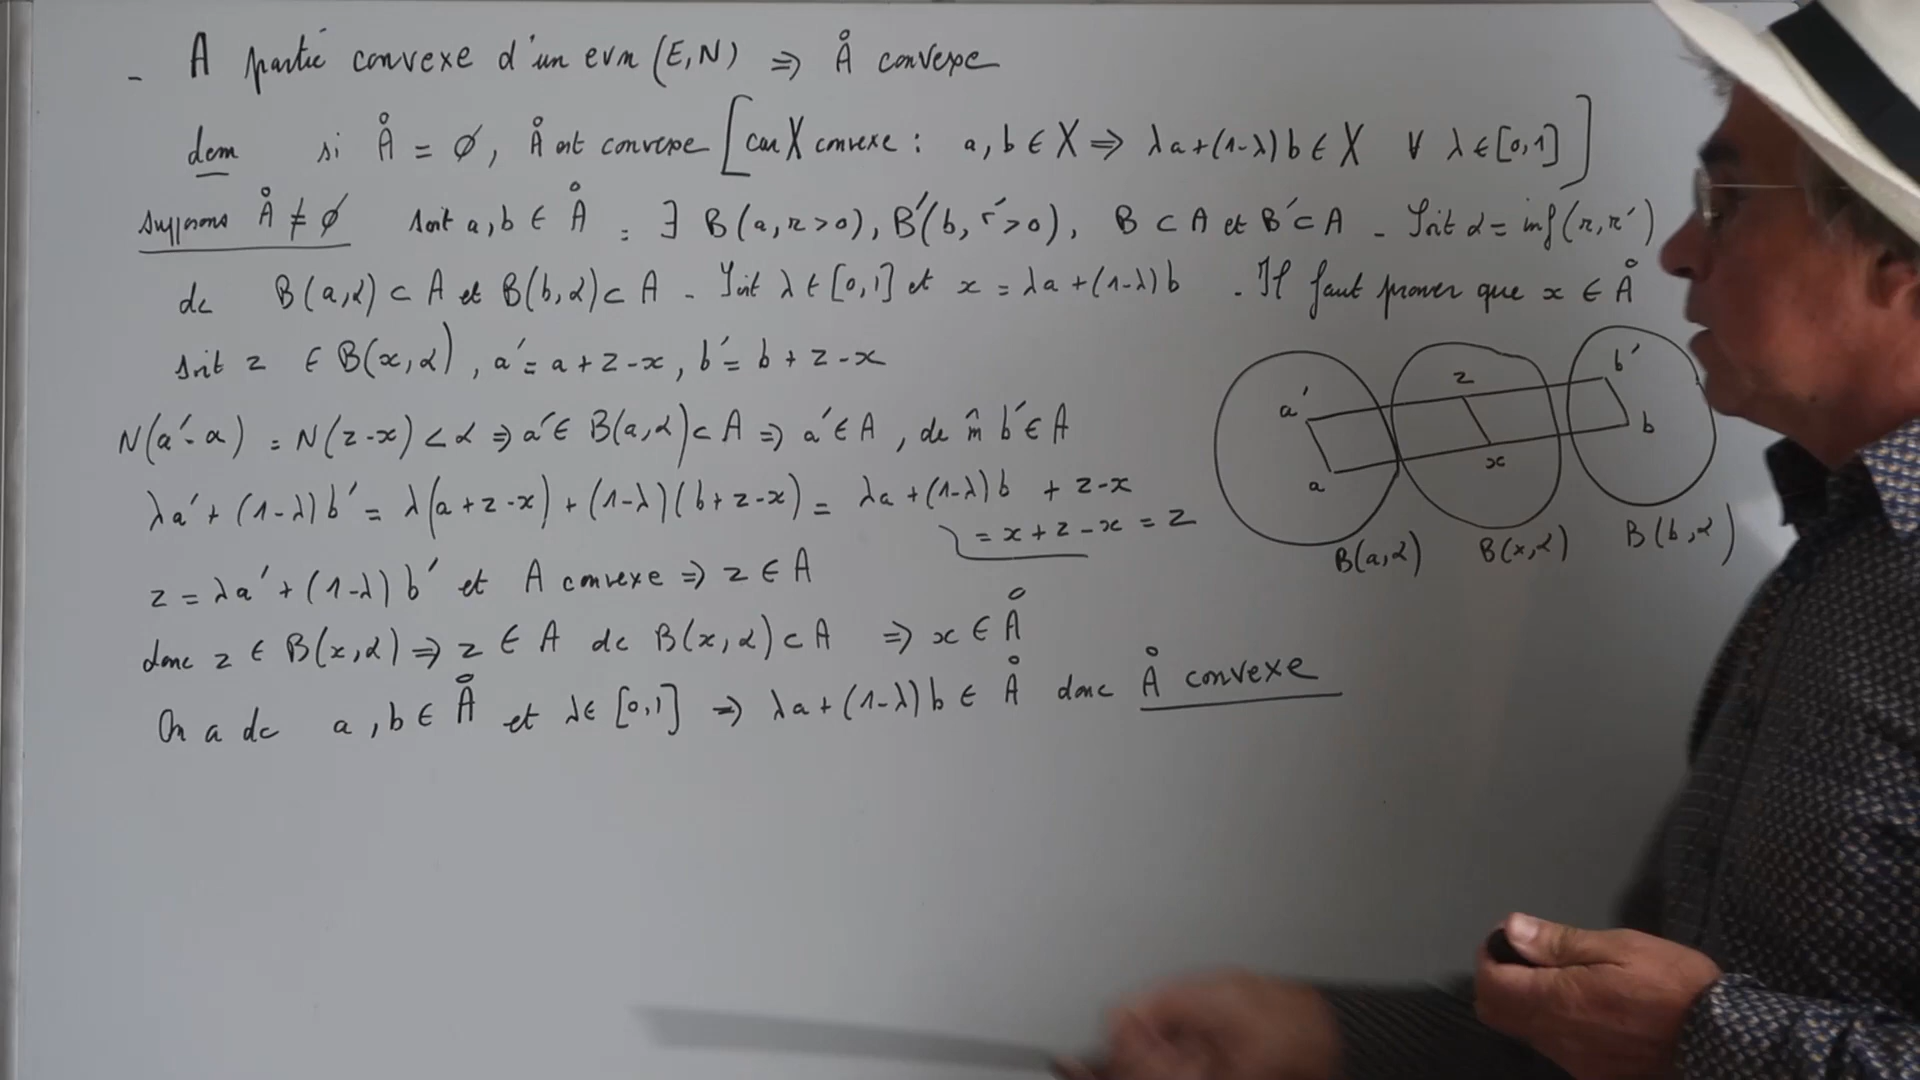 - A partie convexe d'un evn (E,N) ⇒ Å convexe
dem si Å = ∅, Å est convexe [car X convexe : a, b ∈ X ⇒ λa+(1-λ)b ∈ X ∀ λ ∈ [0,1]]
supposons Å ≠ ∅ soit a, b ∈ Å : ∃ B(a, r>0), B'(b, r'>0), B ⊂ A et B' ⊂ A - Soit α = inf(r, r')
dc B(a,α) ⊂ A et B(b,α) ⊂ A - Soit λ ∈ [0,1] et x = λa + (1-λ)b - Il faut prouver que x ∈ Å
soit z ∈ B(x,α), a' = a + z - x, b' = b + z - x
N(a'-a) = N(z-x) < α ⇒ a' ∈ B(a,α) ⊂ A ⇒ a' ∈ A, de m̂ b' ∈ A
λa' + (1-λ)b' = λ(a+z-x) + (1-λ)(b+z-x) = λa + (1-λ)b + z-x
= x + z - x = z
z = λa' + (1-λ)b' et A convexe ⇒ z ∈ A
donc z ∈ B(x,α) ⇒ z ∈ A dc B(x,α) ⊂ A ⇒ x ∈ Å
On a dc a, b ∈ Å et λ ∈ [0,1] ⇒ λa + (1-λ)b ∈ Å donc Å convexe
a' z b'
a x b
B(a,α) B(x,α) B(b,α)